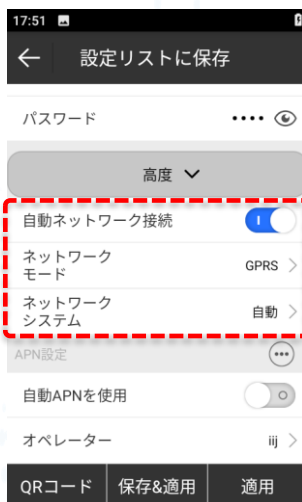 17:51
設定リストに保存
パスワード
••••
高度
自動ネットワーク接続
ネットワーク
モード
GPRS
ネットワーク
システム
自動
APN設定
自動APNを使用
オペレーター
iij
QRコード 保存&適用 適用